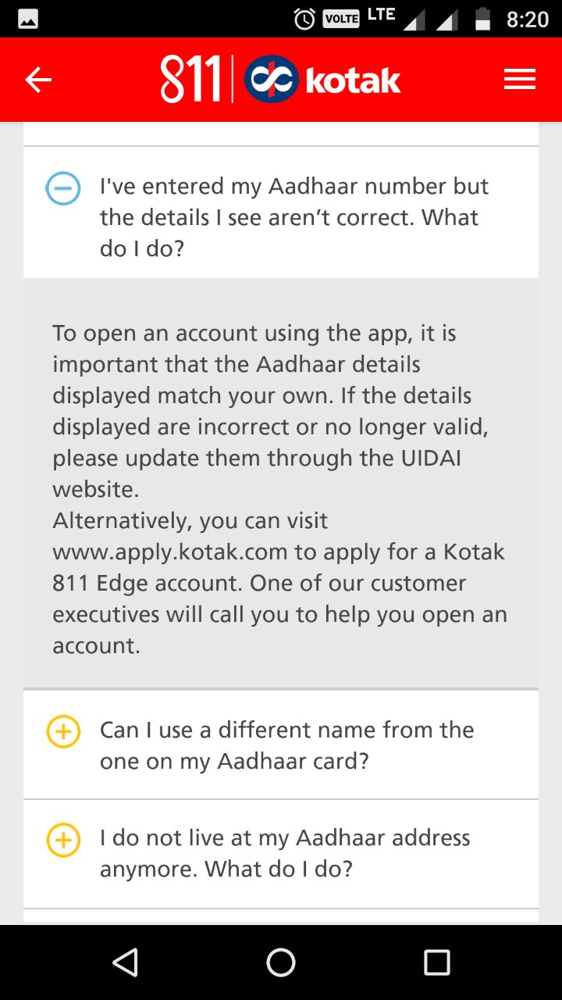 VOLTE LTE 8:20
811 kotak
I've entered my Aadhaar number but
the details I see aren’t correct. What
do I do?
To open an account using the app, it is
important that the Aadhaar details
displayed match your own. If the details
displayed are incorrect or no longer valid,
please update them through the UIDAI
website.
Alternatively, you can visit
www.apply.kotak.com to apply for a Kotak
811 Edge account. One of our customer
executives will call you to help you open an
account.
Can I use a different name from the
one on my Aadhaar card?
I do not live at my Aadhaar address
anymore. What do I do?